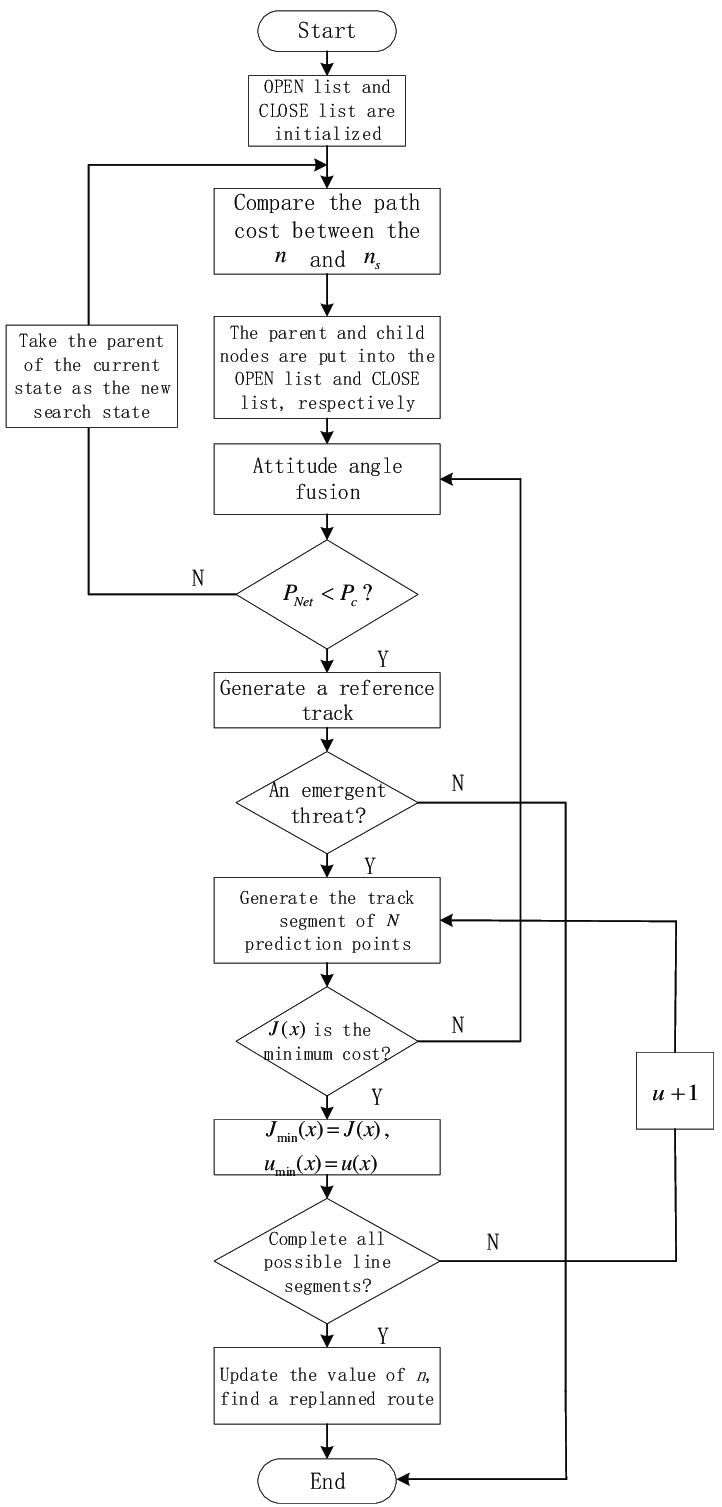 Start
OPEN list and
CLOSE list are
initialized
Compare the path
cost between the
n and nₛ
Take the parent
of the current
state as the new
search state
The parent and child
nodes are put into the
OPEN list and CLOSE
list, respectively
Attitude angle
fusion
N
P_Net < P_c ?
Y
Generate a reference
track
An emergent
threat?
N
Y
Generate the track
segment of N
prediction points
J(x) is the
minimum cost?
N
Y
u+1
J_min(x)=J(x),
u_min(x)=u(x)
Complete all
possible line
segments?
N
Y
Update the value of n,
find a replanned route
End